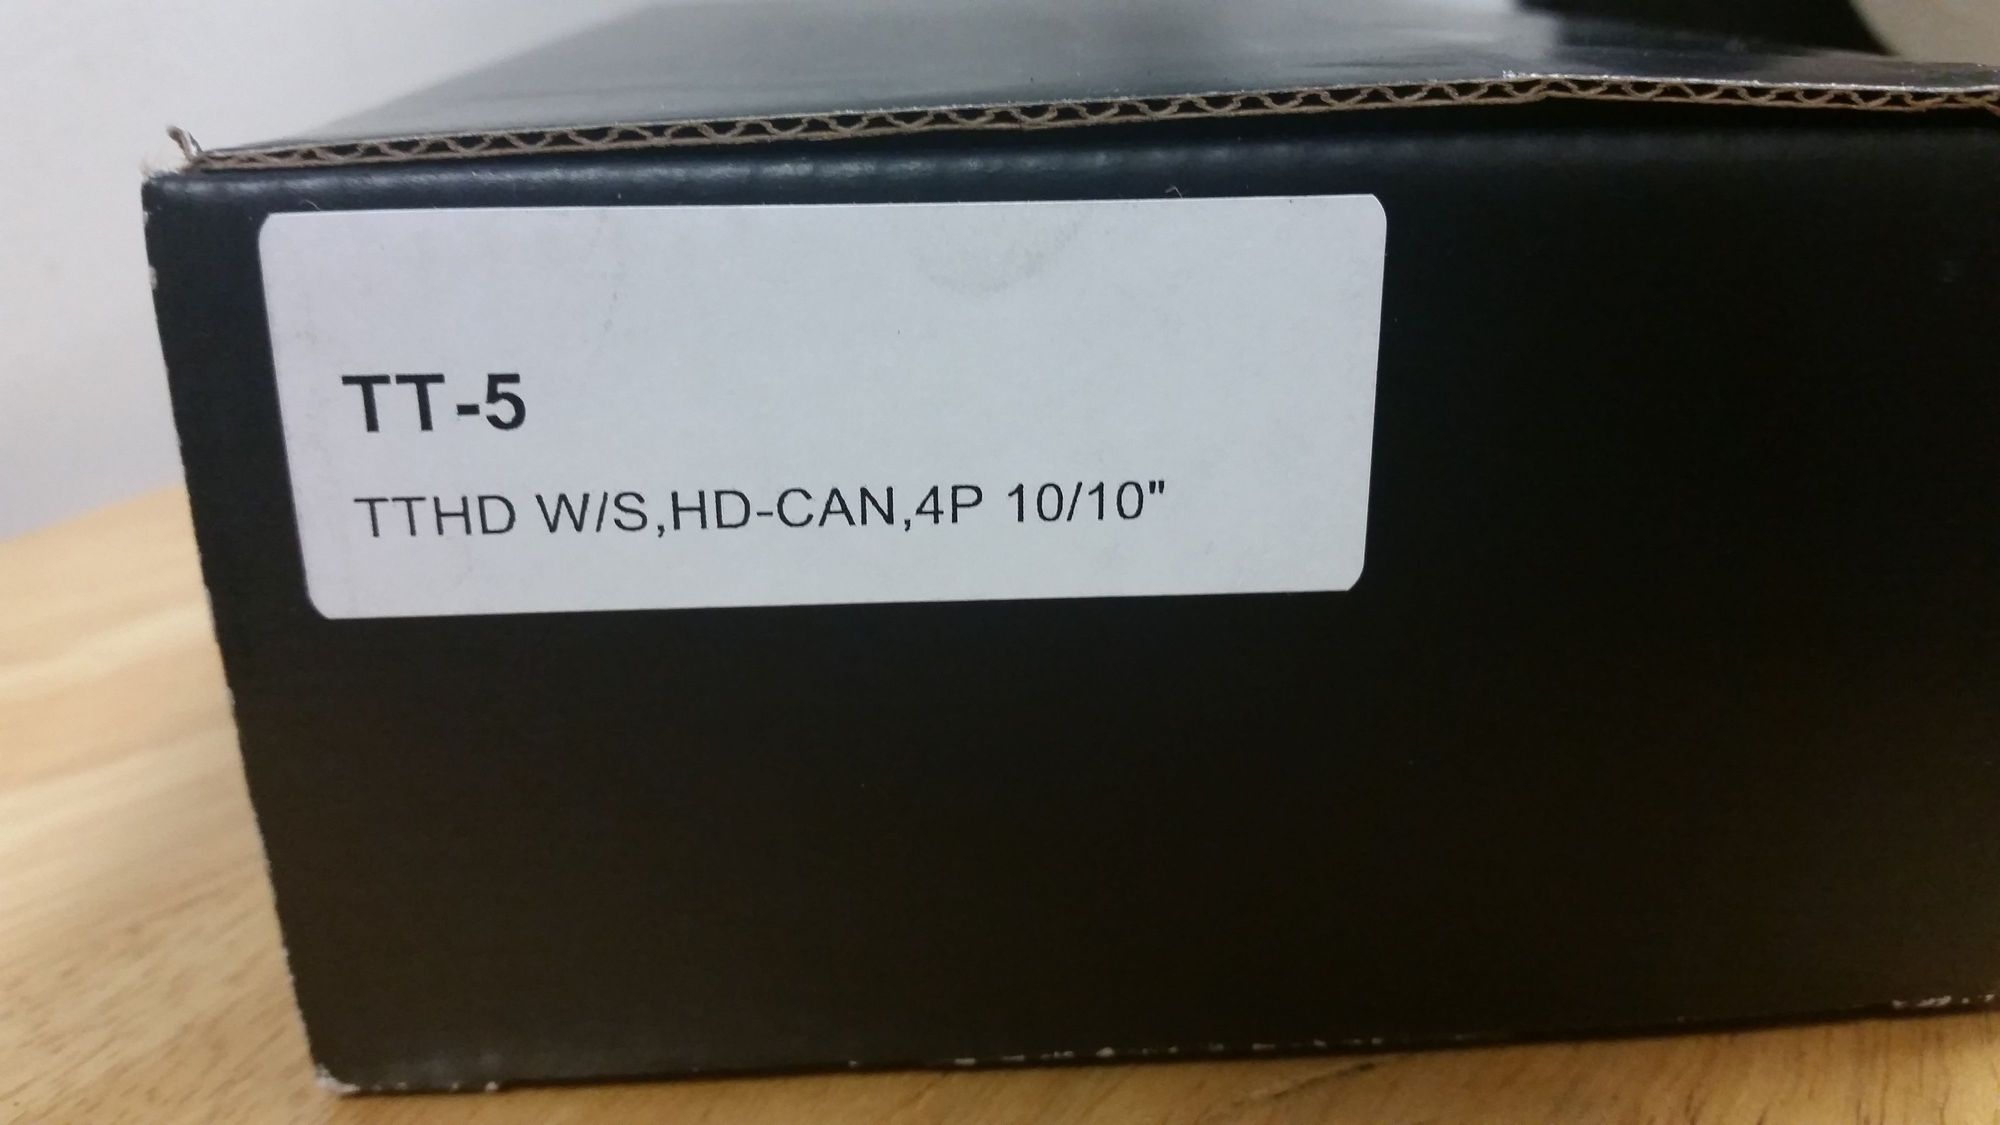 TT-5
TTHD W/S,HD-CAN,4P 10/10"